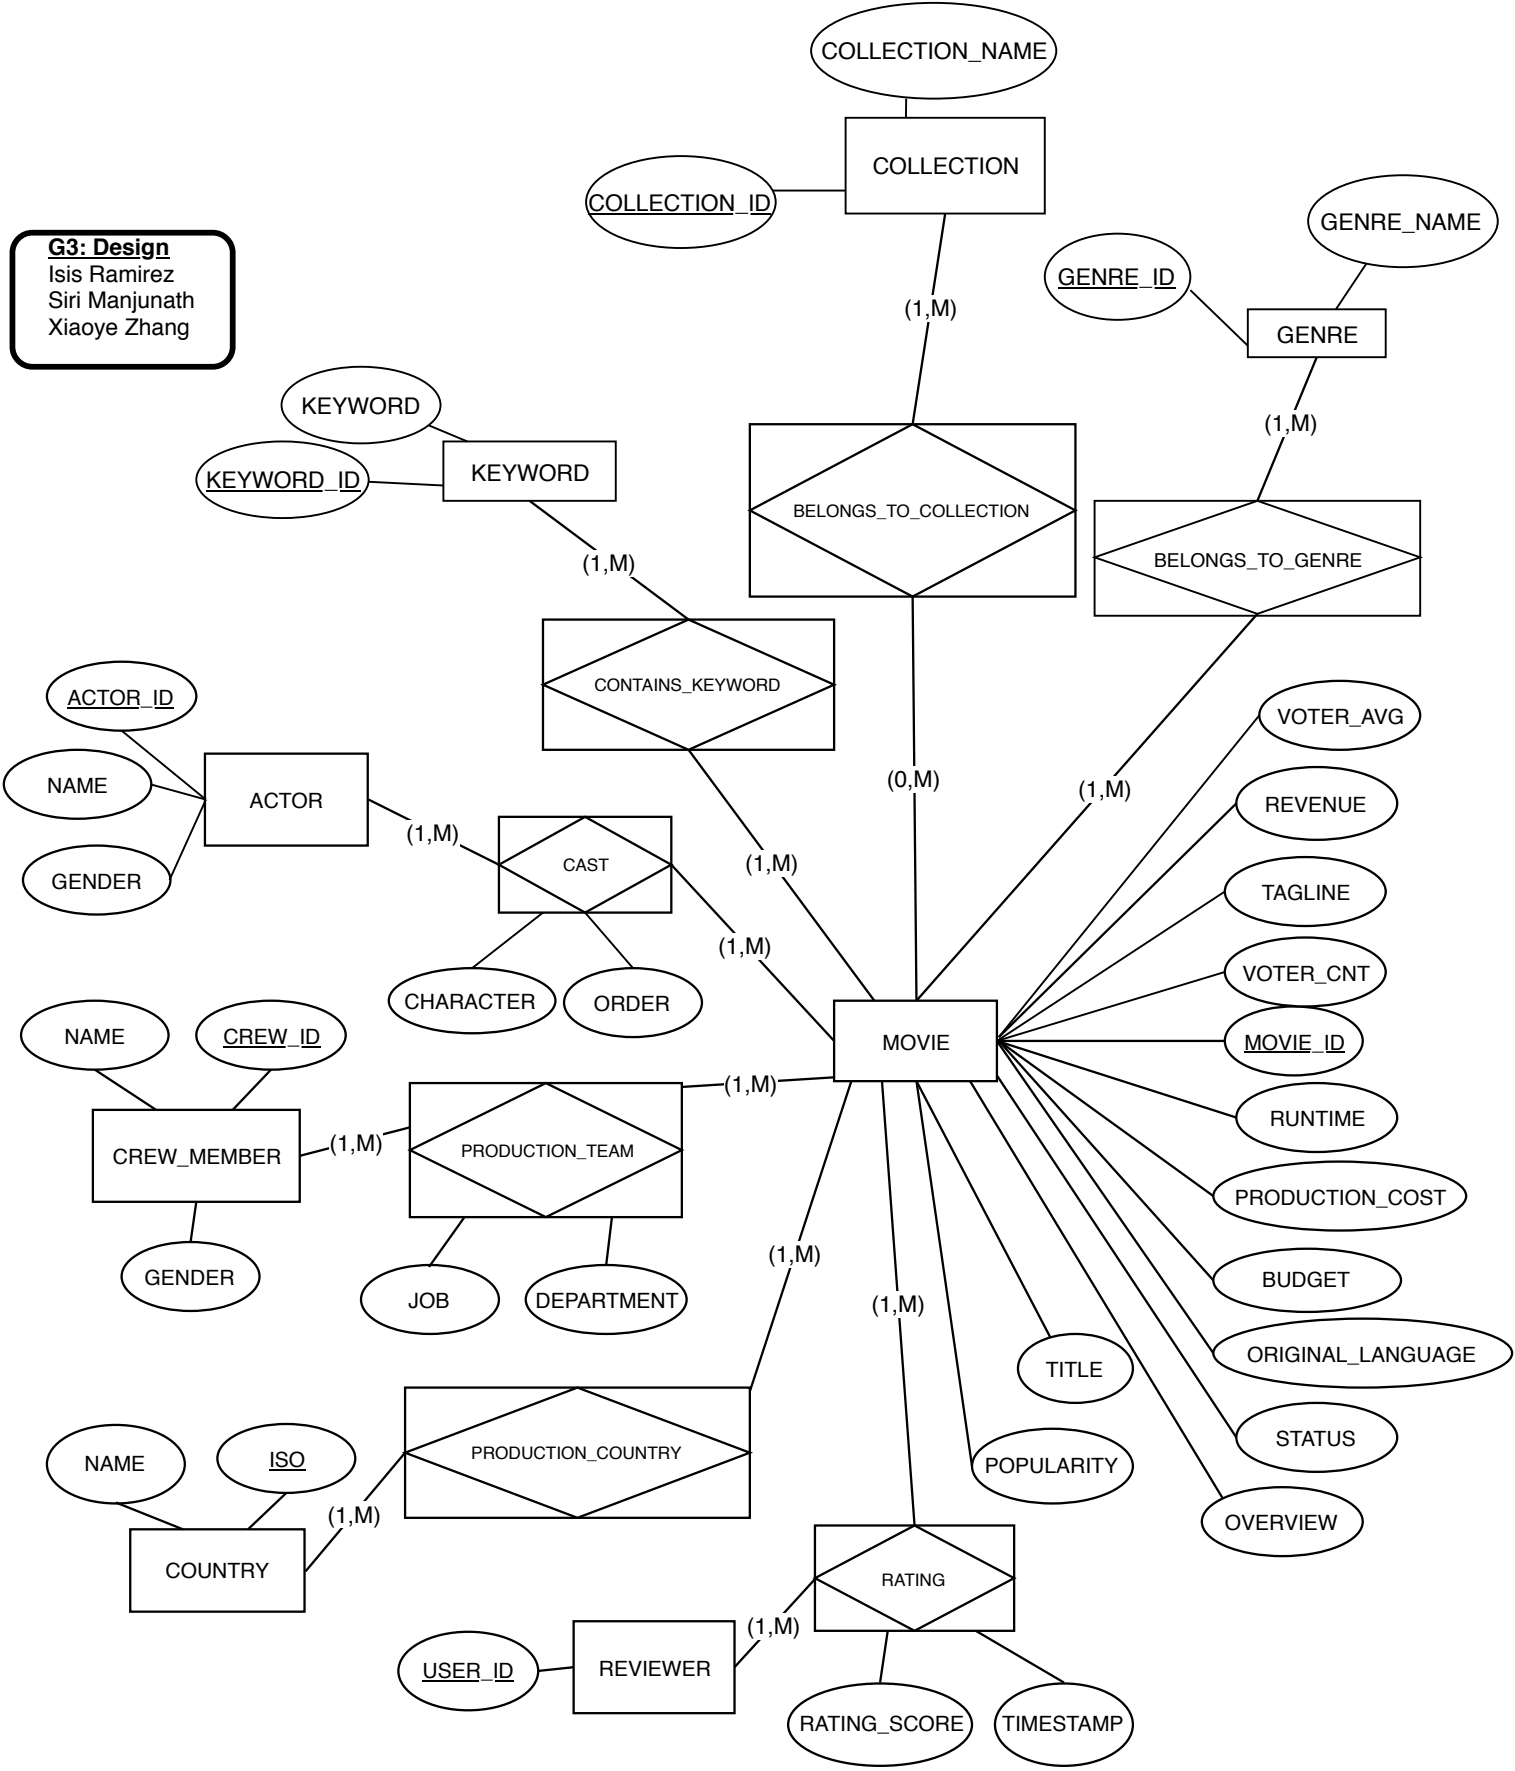 COLLECTION_NAME
COLLECTION
COLLECTION_ID
GENRE_NAME
GENRE_ID
GENRE
G3: Design
Isis Ramirez
Siri Manjunath
Xiaoye Zhang
(1,M)
(1,M)
KEYWORD
KEYWORD_ID
KEYWORD
BELONGS_TO_COLLECTION
BELONGS_TO_GENRE
(1,M)
CONTAINS_KEYWORD
ACTOR_ID
NAME
ACTOR
GENDER
(1,M)
CAST
(1,M)
(0,M)
(1,M)
VOTER_AVG
REVENUE
TAGLINE
VOTER_CNT
MOVIE_ID
RUNTIME
PRODUCTION_COST
BUDGET
ORIGINAL_LANGUAGE
STATUS
OVERVIEW
(1,M)
CHARACTER
ORDER
MOVIE
NAME
CREW_ID
CREW_MEMBER
GENDER
(1,M)
PRODUCTION_TEAM
(1,M)
JOB
DEPARTMENT
(1,M)
(1,M)
TITLE
POPULARITY
NAME
ISO
COUNTRY
(1,M)
PRODUCTION_COUNTRY
RATING
(1,M)
USER_ID
REVIEWER
RATING_SCORE
TIMESTAMP